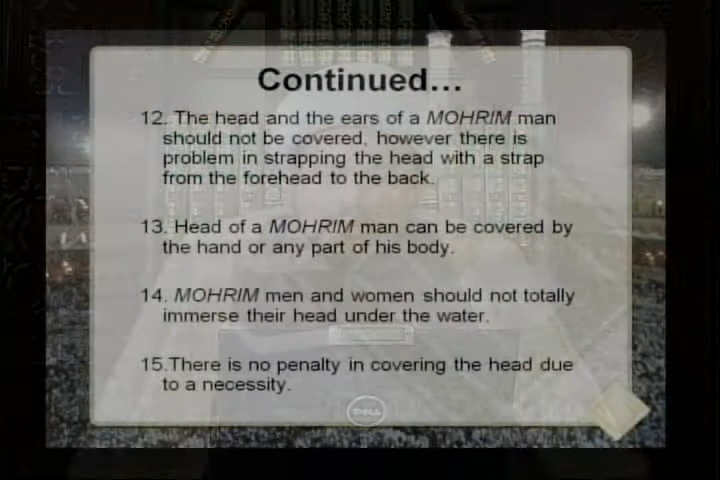 Continued...
12. The head and the ears of a MOHRIM man
should not be covered, however there is
problem in strapping the head with a strap
from the forehead to the back.
13. Head of a MOHRIM man can be covered by
the hand or any part of his body.
14. MOHRIM men and women should not totally
immerse their head under the water.
15.There is no penalty in covering the head due
to a necessity.
DELL